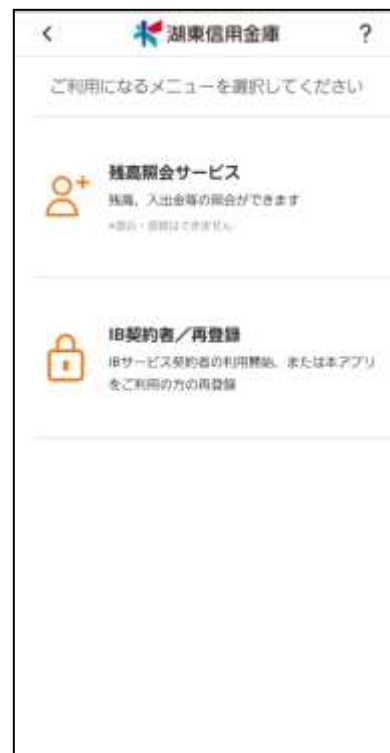 湖東信用金庫 ?
ご利用になるメニューを選択してください
残高照会サービス
残高、入出金等の照会ができます
IB契約者／再登録
IBサービス契約者の利用開始、または本アプリ
をご利用の方の再登録